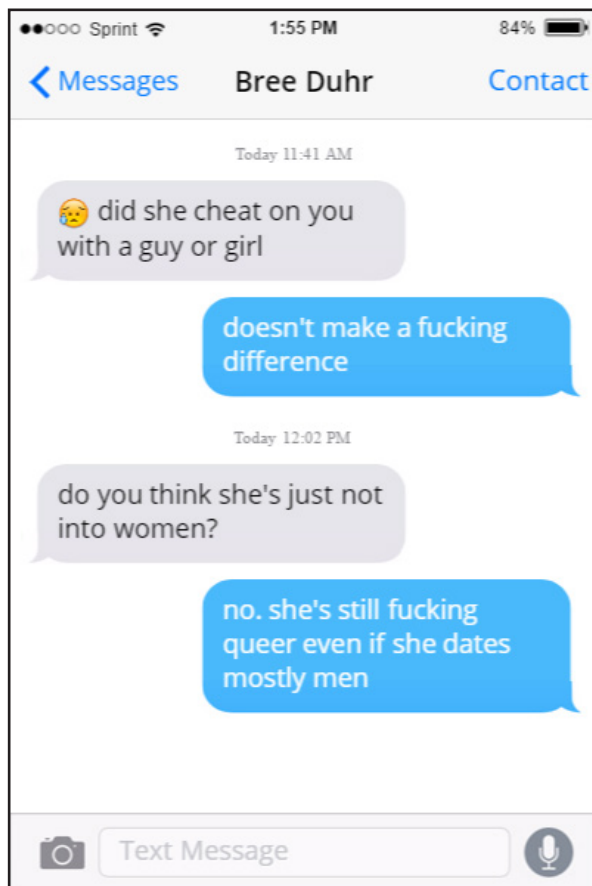 Sprint 1:55 PM 84%
Messages Bree Duhr Contact
Today 11:41 AM
😥 did she cheat on you
with a guy or girl
doesn't make a fucking
difference
Today 12:02 PM
do you think she's just not
into women?
no. she's still fucking
queer even if she dates
mostly men
Text Message